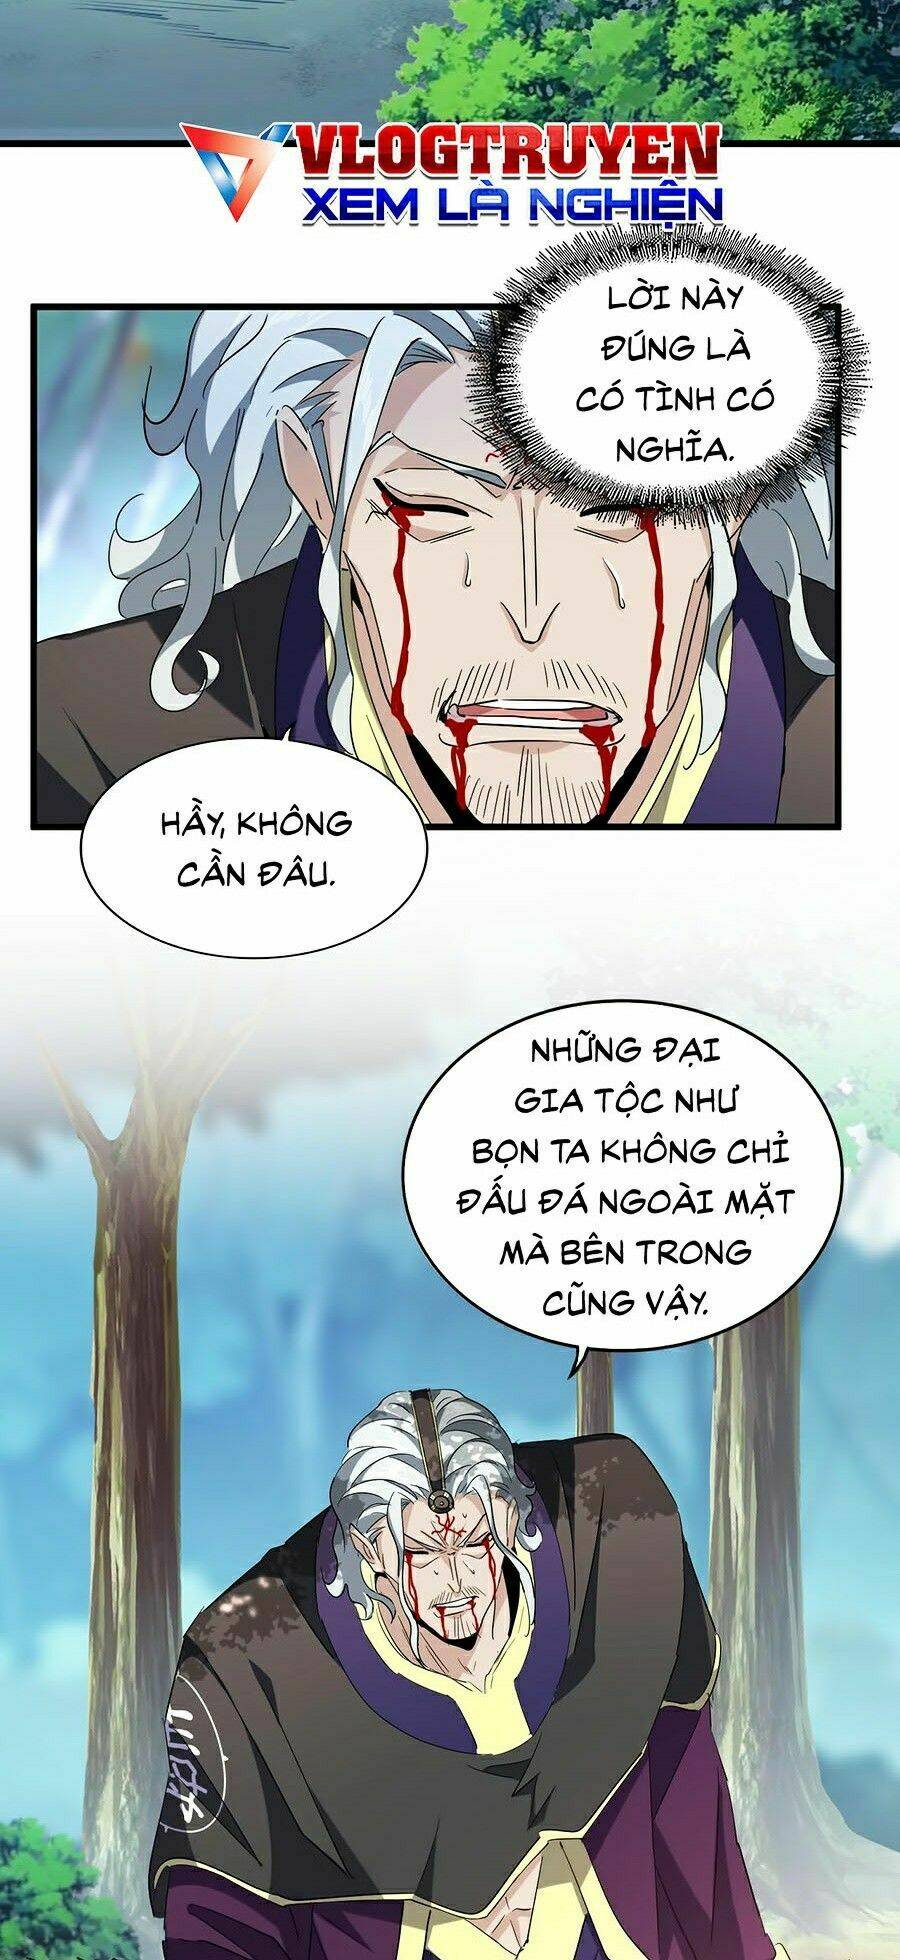 VLOGTRUYEN
XEM LÀ NGHIỆN
LỜI NÀY
ĐÚNG LÀ
CÓ TÌNH CÓ
NGHĨA.
HẦY, KHÔNG
CẦN ĐÂU.
NHỮNG ĐẠI
GIA TỘC NHƯ
BỌN TA KHÔNG CHỈ
ĐẤU ĐÁ NGOÀI MẶT
MÀ BÊN TRONG
CŨNG VẬY.